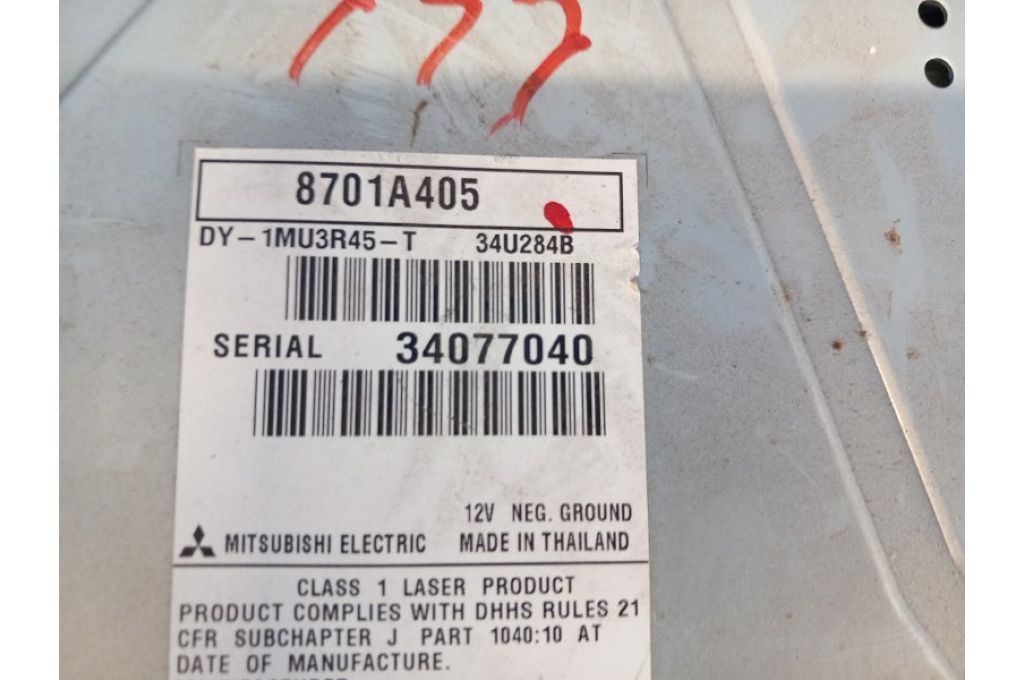 8701A405
DY-1MU3R45-T 34U284B
SERIAL 34077040
12V NEG. GROUND
MITSUBISHI ELECTRIC MADE IN THAILAND
CLASS 1 LASER PRODUCT
PRODUCT COMPLIES WITH DHHS RULES 21
CFR SUBCHAPTER J PART 1040:10 AT
DATE OF MANUFACTURE.